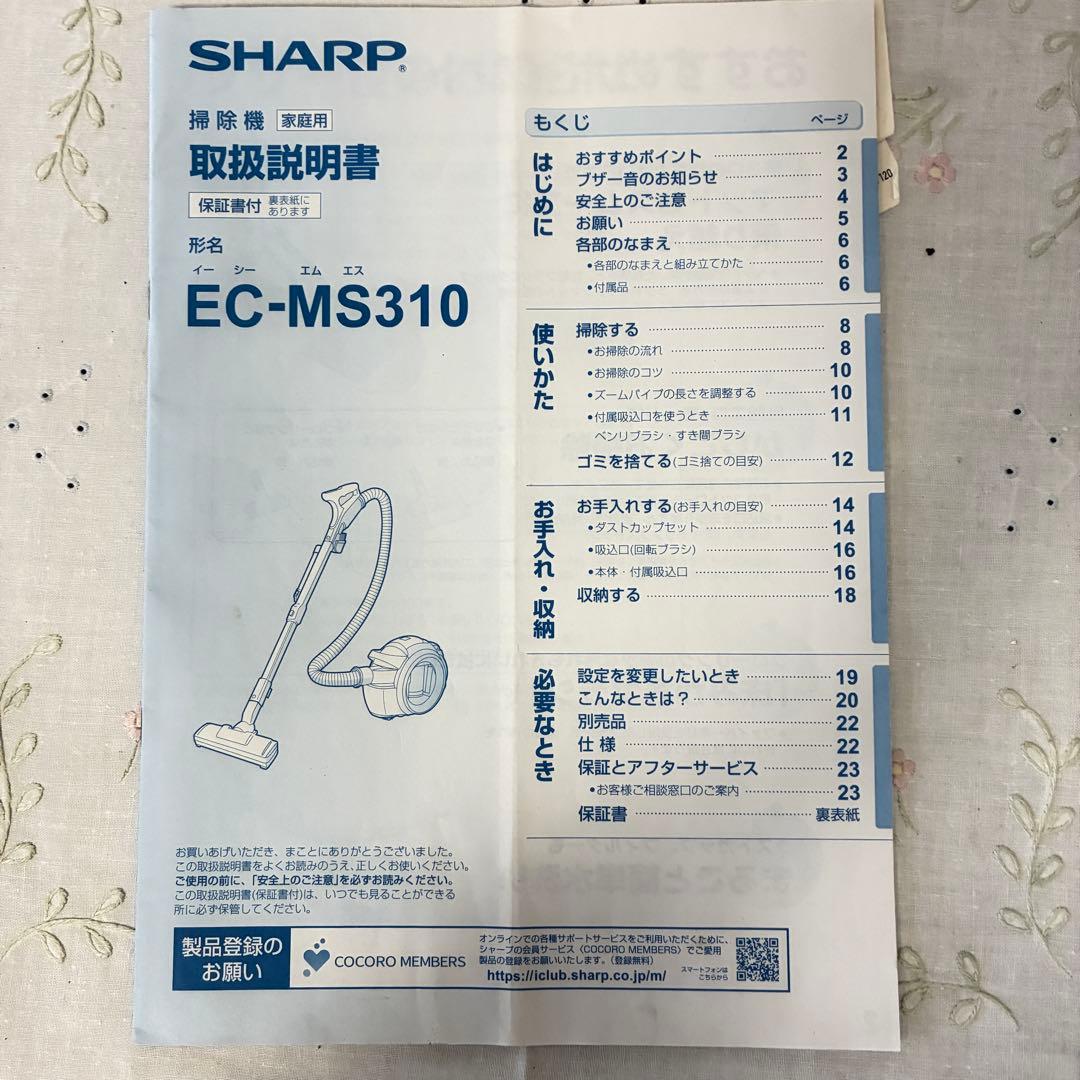 SHARP®
掃除機 家庭用
取扱説明書
保証書付 裏表紙に
あります
形名
イー シー エム エス
EC-MS310
お買いあげいただき、まことにありがとうございました。
この取扱説明書をよくお読みのうえ、正しくお使いください。
ご使用の前に、「安全上のご注意」を必ずお読みください。
この取扱説明書(保証書付)は、いつでも見ることができる
所に必ず保管してください。
もくじ ページ
はじめに
おすすめポイント 2
ブザー音のお知らせ 3
安全上のご注意 4
お願い 5
各部のなまえ 6
•各部のなまえと組み立てかた 6
•付属品 6
使いかた
掃除する 8
•お掃除の流れ 8
•お掃除のコツ 10
•ズームパイプの長さを調整する 10
•付属吸込口を使うとき 11
ベンリブラシ・すき間ブラシ
ゴミを捨てる(ゴミ捨ての目安) 12
お手入れ・収納
お手入れする(お手入れの目安) 14
•ダストカップセット 14
•吸込口(回転ブラシ) 16
•本体・付属吸込口 16
収納する 18
必要なとき
設定を変更したいとき 19
こんなときは？ 20
別売品 22
仕様 22
保証とアフターサービス 23
•お客様ご相談窓口のご案内 23
保証書 裏表紙
製品登録の
お願い
COCORO MEMBERS
オンラインでの各種サポートサービスをご利用いただくために、
シャープの会員サービス〈COCORO MEMBERS〉でご愛用
製品の登録をお願いいたします。（登録無料）
https://iclub.sharp.co.jp/m/
スマートフォンは
こちらから
120